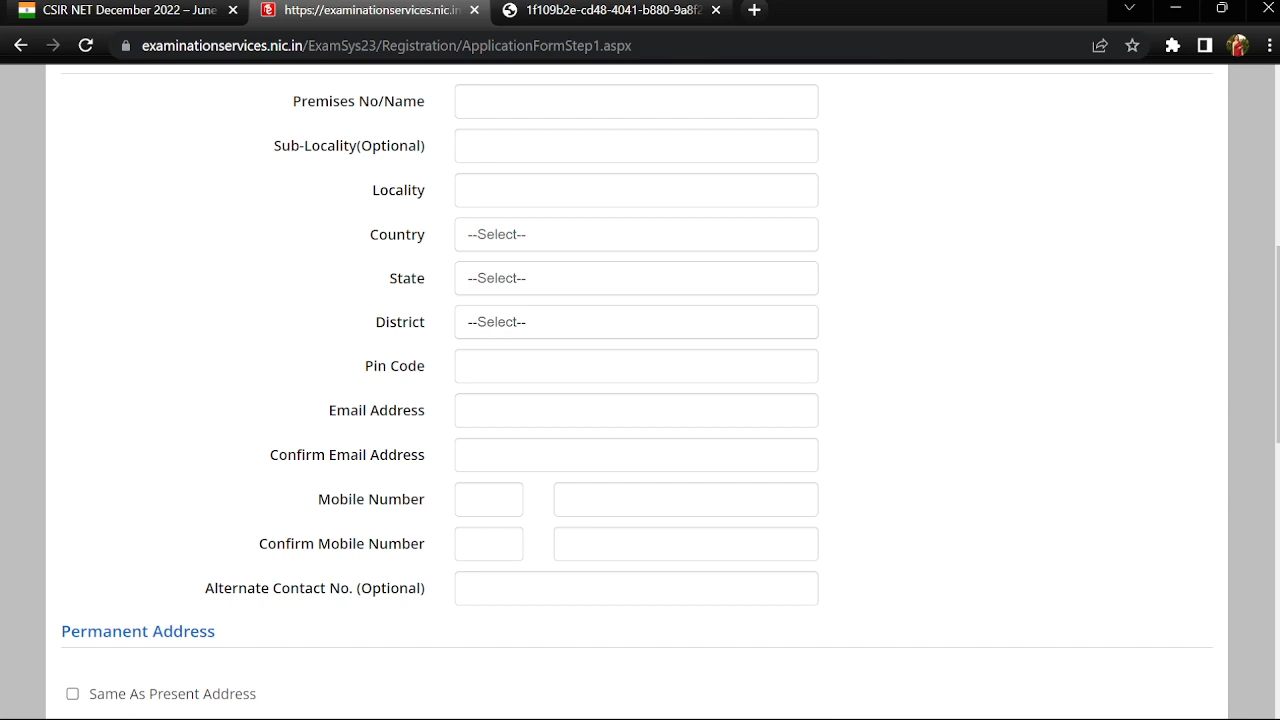 CSIR NET December 2022 – June
https://examinationservices.nic.in
1f109b2e-cd48-4041-b880-9a8f2
examinationservices.nic.in/ExamSys23/Registration/ApplicationFormStep1.aspx
Premises No/Name
Sub-Locality(Optional)
Locality
Country --Select--
State --Select--
District --Select--
Pin Code
Email Address
Confirm Email Address
Mobile Number
Confirm Mobile Number
Alternate Contact No. (Optional)
Permanent Address
Same As Present Address